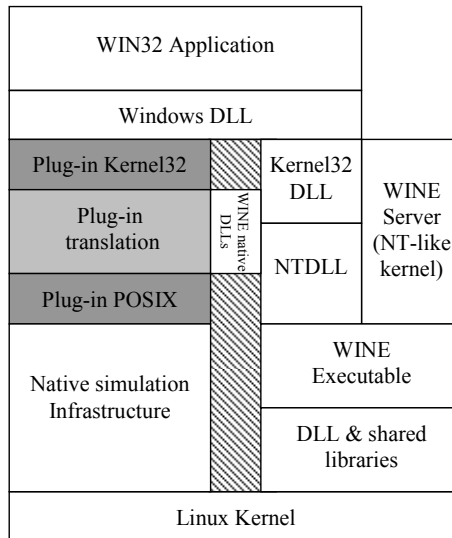 WIN32 Application
Windows DLL
Plug-in Kernel32
Plug-in
translation
Plug-in POSIX
Native simulation
Infrastructure
WINE native
DLLs
Kernel32
DLL
NTDLL
WINE
Server
(NT-like
kernel)
WINE
Executable
DLL & shared
libraries
Linux Kernel